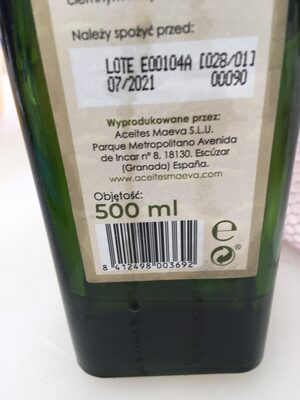 Należy spożyć przed:
LOTE E00104A [028/01]
07/2021 00090
Wyprodukowane przez:
Aceites Maeva S.L.U.
Parque Metropolitano Avenida
de Incar nº 8, 18130. Escúzar
(Granada) España.
www.aceitesmaeva.com
Objętość:
500 ml
e
8 412498 003692